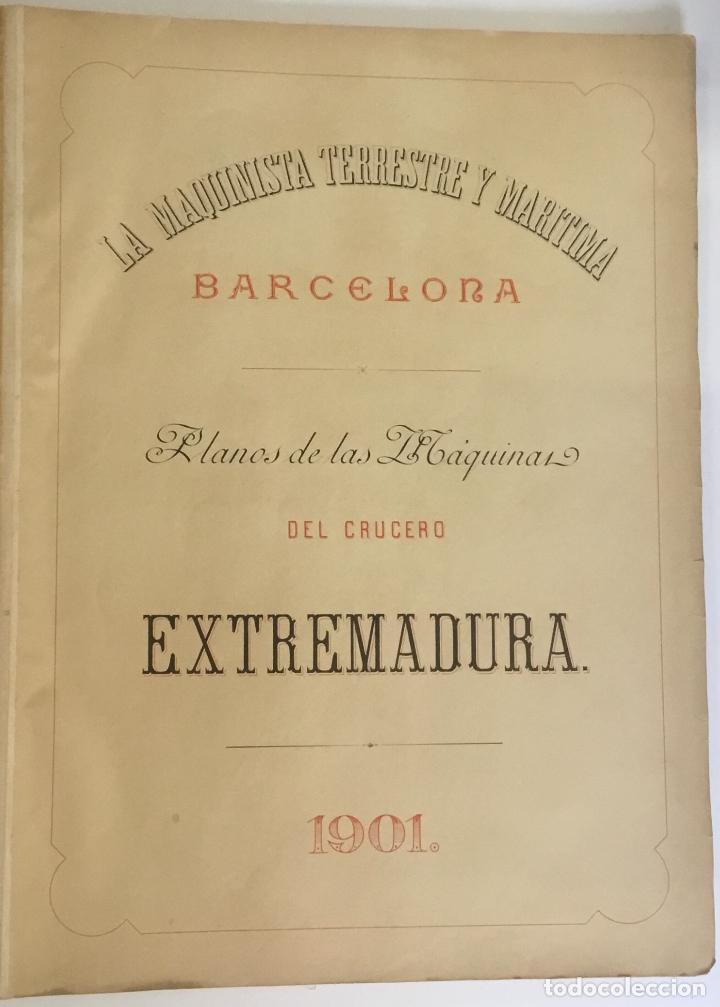 LA MAQUINISTA TERRESTRE Y MARITIMA
BARCELONA
Planos de las Máquinas
DEL CRUCERO
EXTREMADURA.
1901.
todocoleccion